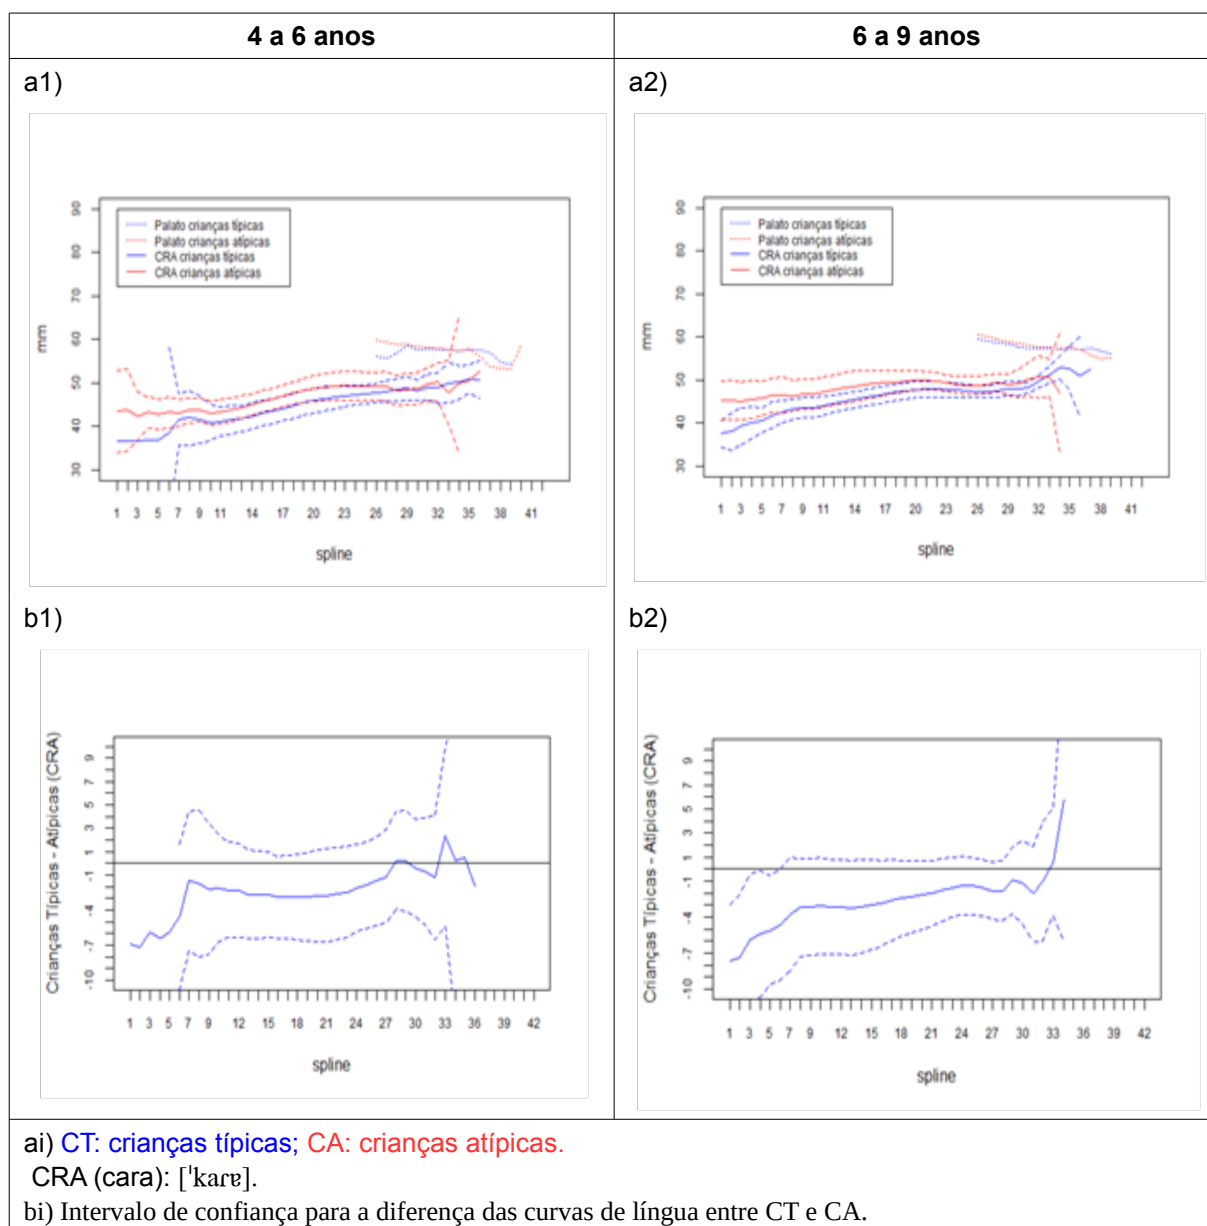 4 a 6 anos
6 a 9 anos
a1)
a2)
90
80
70
60
50
40
30
mm
Palato crianças típicas
Palato crianças atípicas
CRA crianças típicas
CRA crianças atípicas
1 3 5 7 9 11 14 17 20 23 26 29 32 35 38 41
spline
90
80
70
60
50
40
30
mm
Palato crianças típicas
Palato crianças atípicas
CRA crianças típicas
CRA crianças atípicas
1 3 5 7 9 11 14 17 20 23 26 29 32 35 38 41
spline
b1)
b2)
Crianças Típicas - Atípicas (CRA)
9
7
5
3
1
-1
-4
-7
-10
1 3 5 7 9 12 15 18 21 24 27 30 33 36 39 42
spline
Crianças Típicas - Atípicas (CRA)
9
7
5
3
1
-1
-4
-7
-10
1 3 5 7 9 12 15 18 21 24 27 30 33 36 39 42
spline
ai) CT: crianças típicas; CA: crianças atípicas.
CRA (cara): [ˈkaɾɐ].
bi) Intervalo de confiança para a diferença das curvas de língua entre CT e CA.